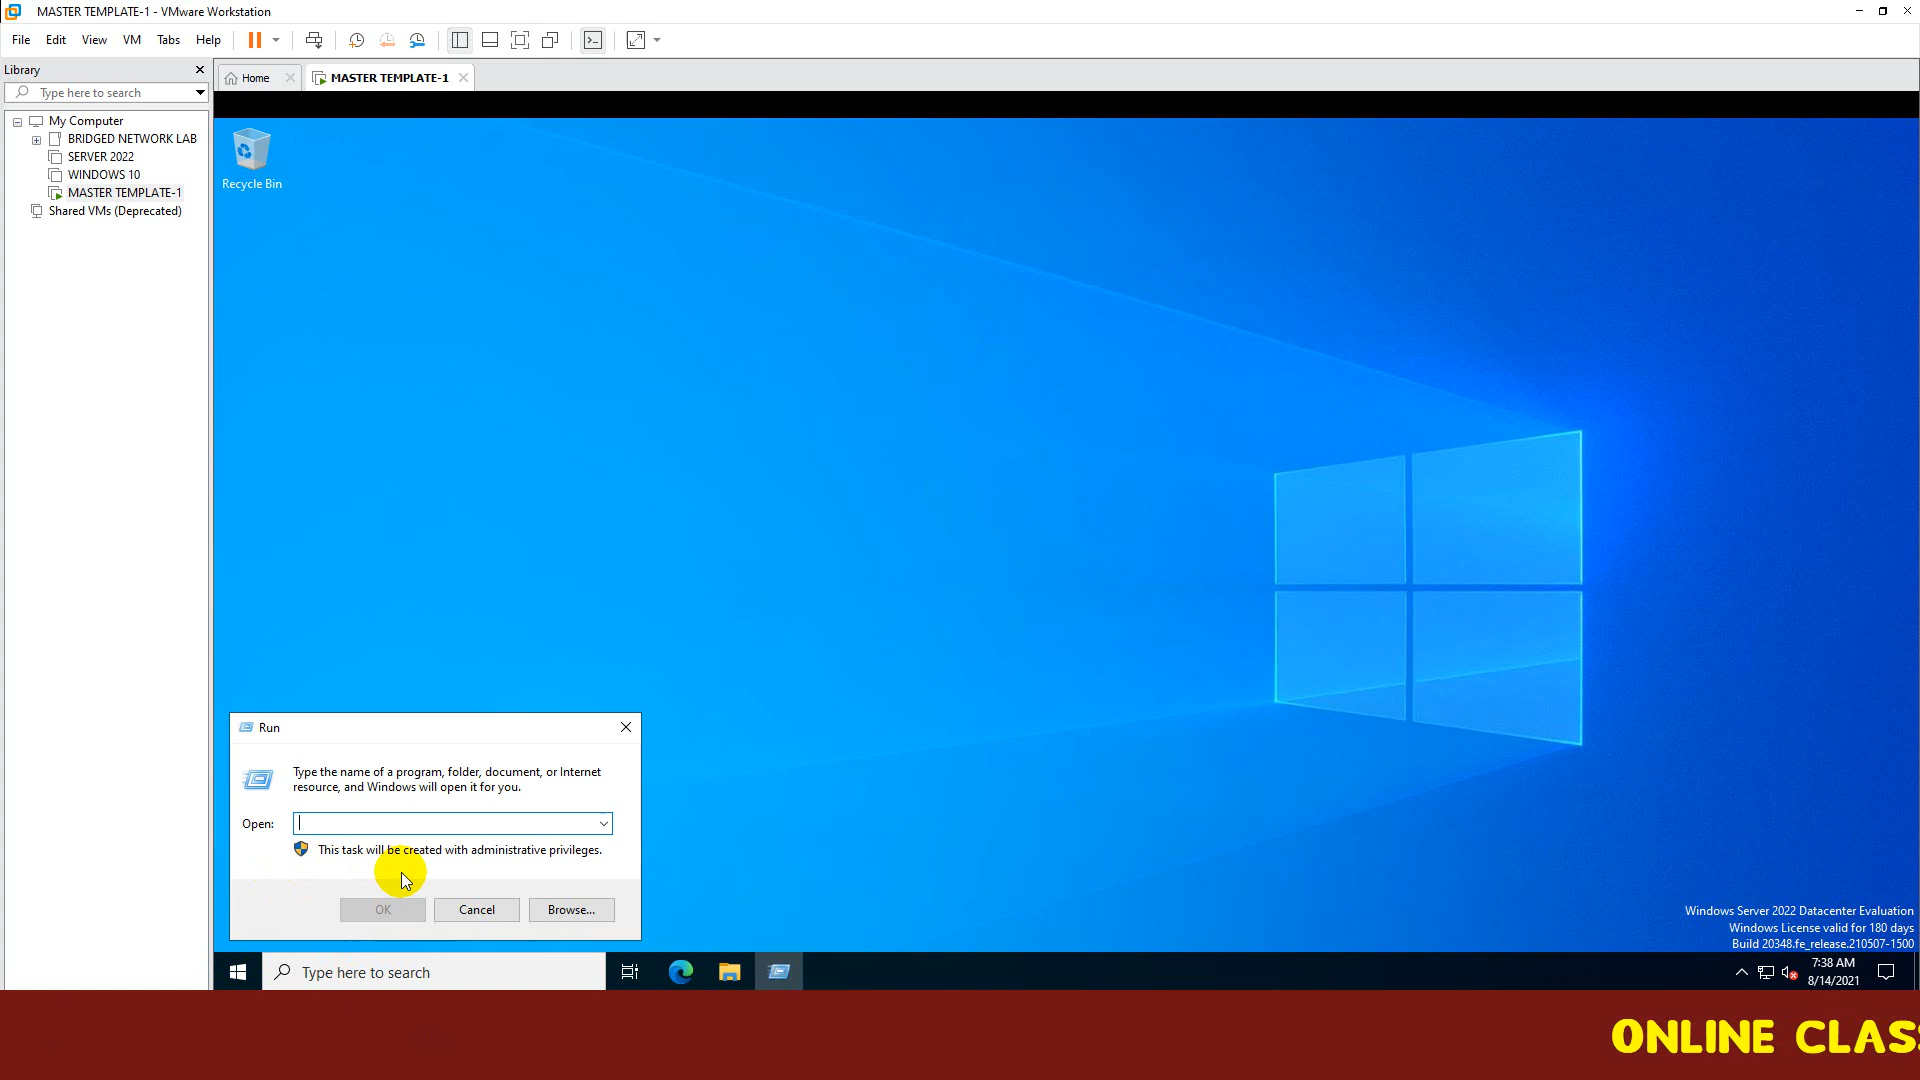 MASTER TEMPLATE-1 - VMware Workstation
File Edit View VM Tabs Help
Library
Home MASTER TEMPLATE-1
Type here to search
My Computer
BRIDGED NETWORK LAB
SERVER 2022
WINDOWS 10
MASTER TEMPLATE-1
Shared VMs (Deprecated)
Recycle Bin
Run
Type the name of a program, folder, document, or Internet
resource, and Windows will open it for you.
Open:
This task will be created with administrative privileges.
OK Cancel Browse...
Windows Server 2022 Datacenter Evaluation
Windows License valid for 180 days
Build 20348.fe_release.210507-1500
Type here to search
7:38 AM
8/14/2021
ONLINE CLAS